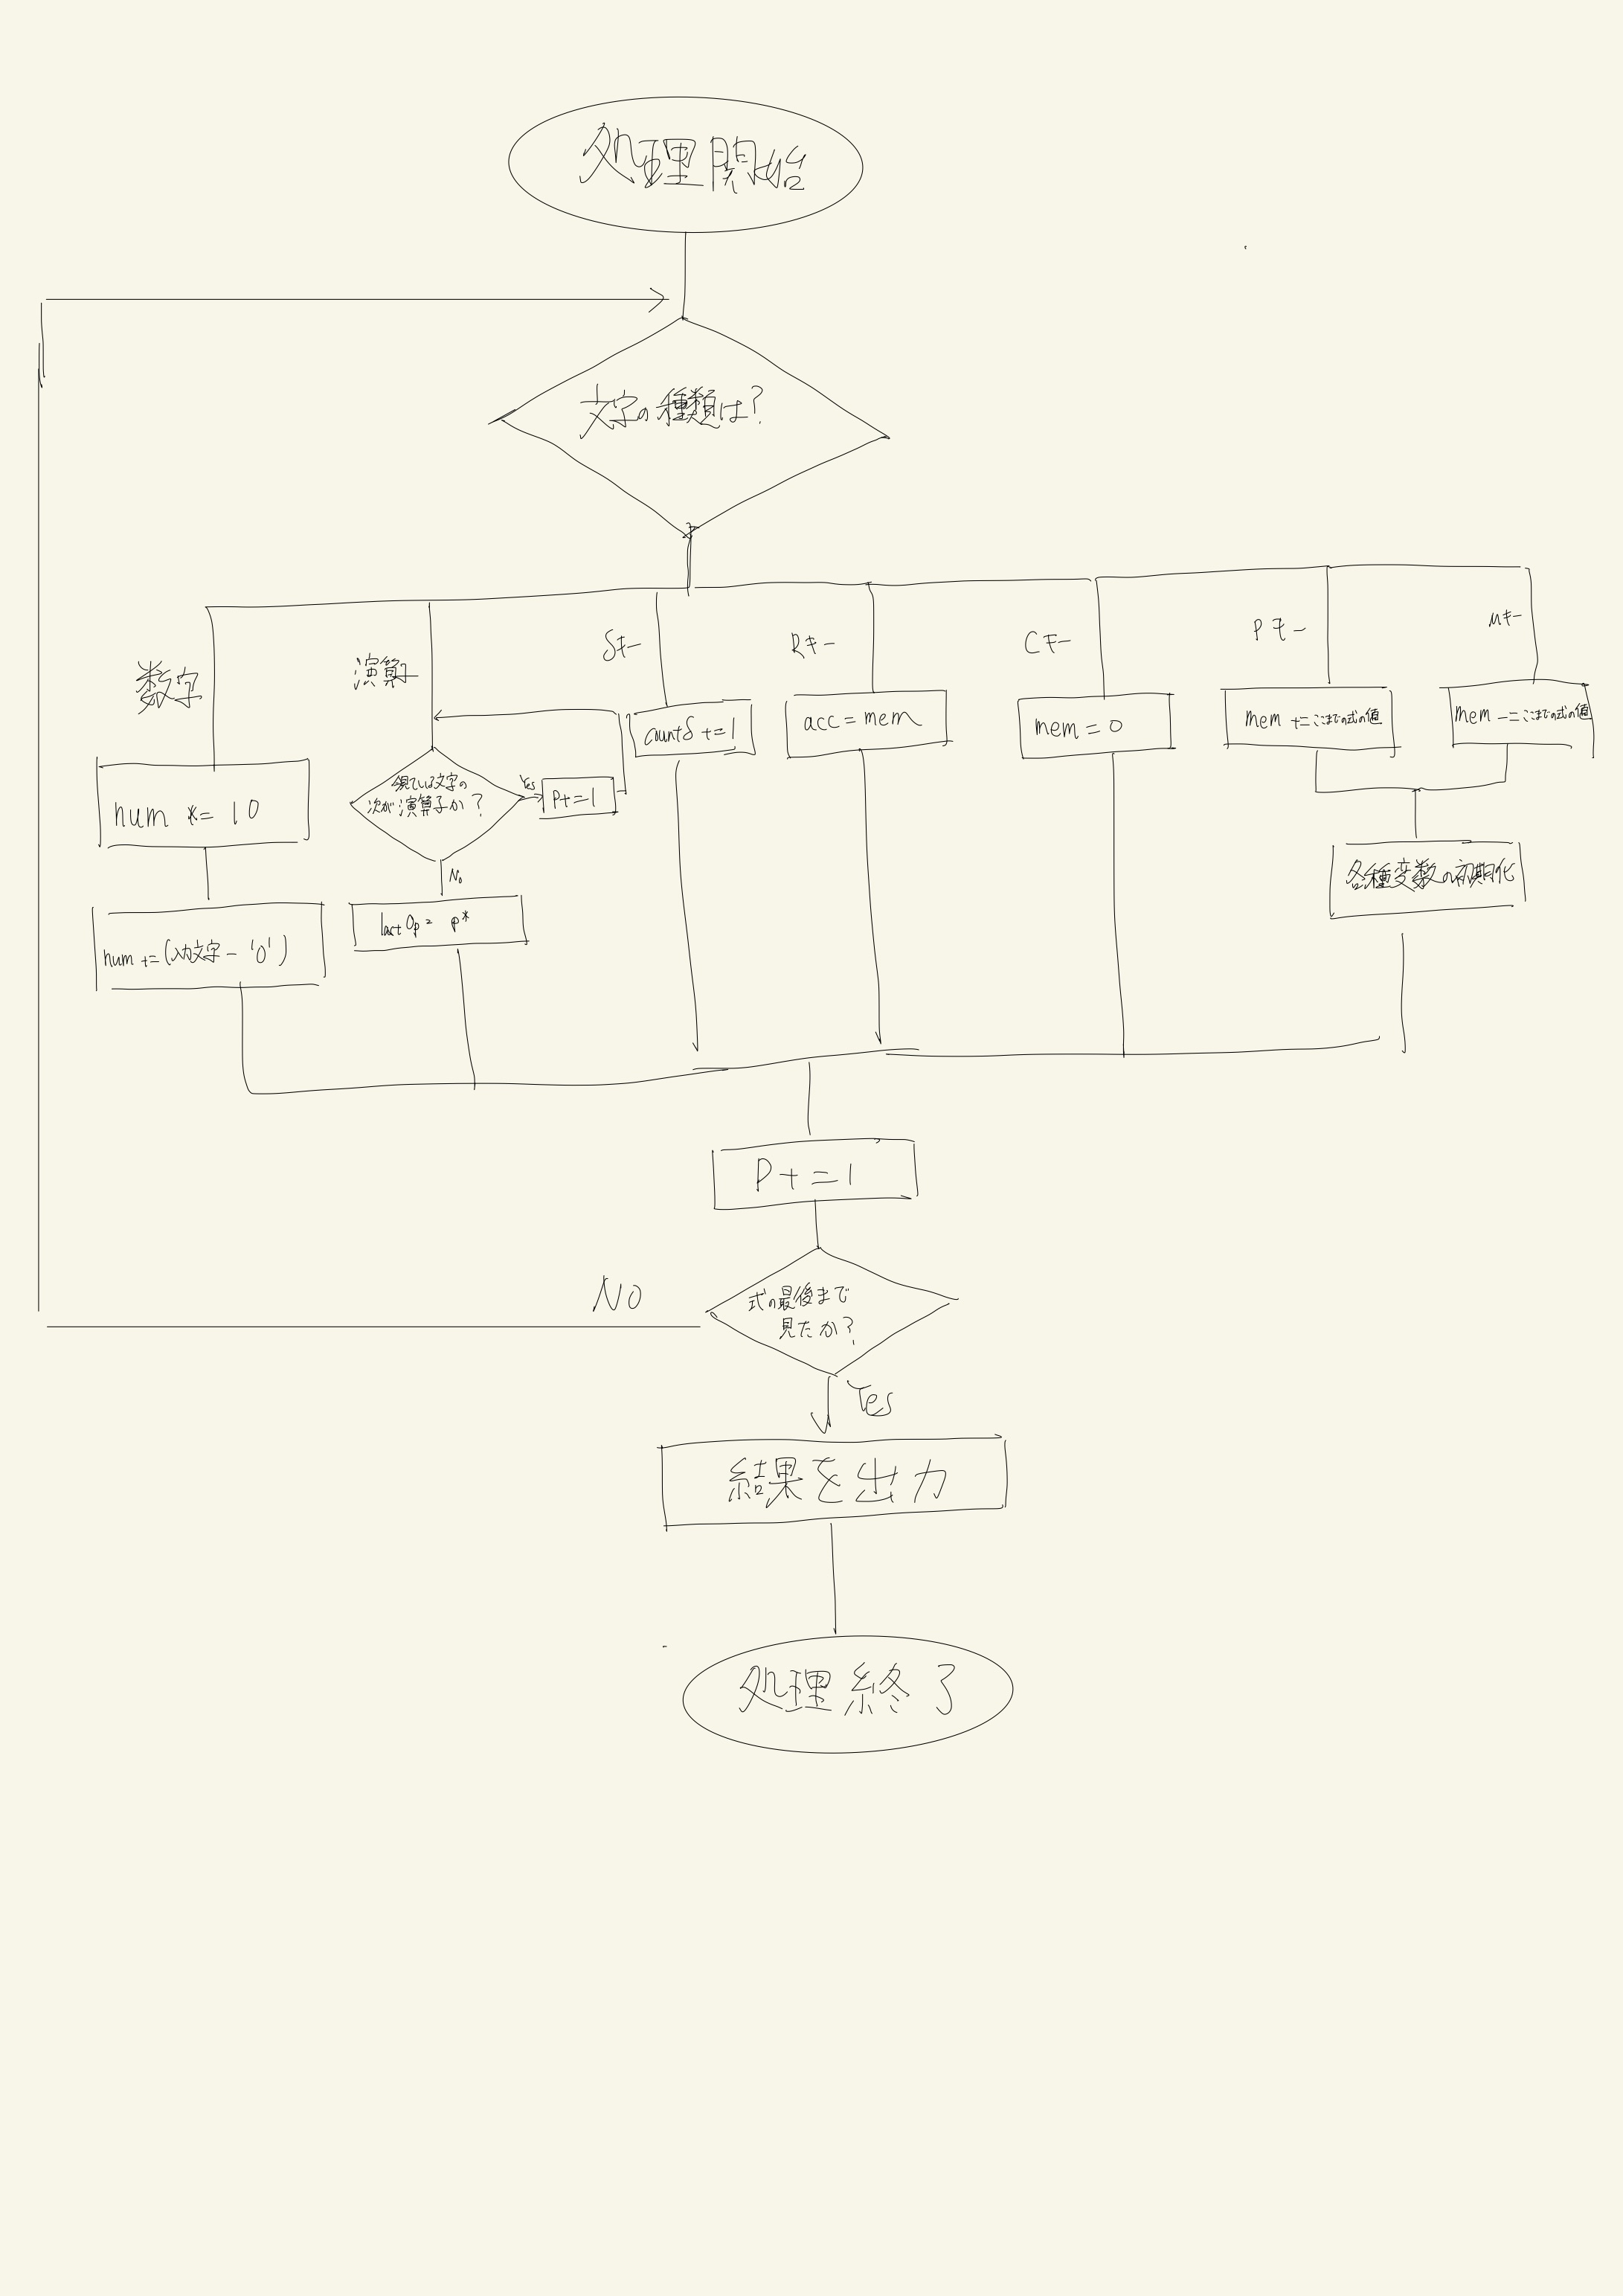 処理開始
文字の種類は?
数字
演算子
Sキー
Rキー
Cキー
Pキー
Mキー
num *= 10
num += (入力文字 - '0')
今見ている文字の
次が演算子か?
Yes
P+=1
No
lastOp = p*
countS +=1
acc = mem
mem = 0
mem += ここまでの式の値
mem -= ここまでの式の値
各種変数の初期化
P+=1
式の最後まで
見たか?
No
Yes
結果を出力
処理終了